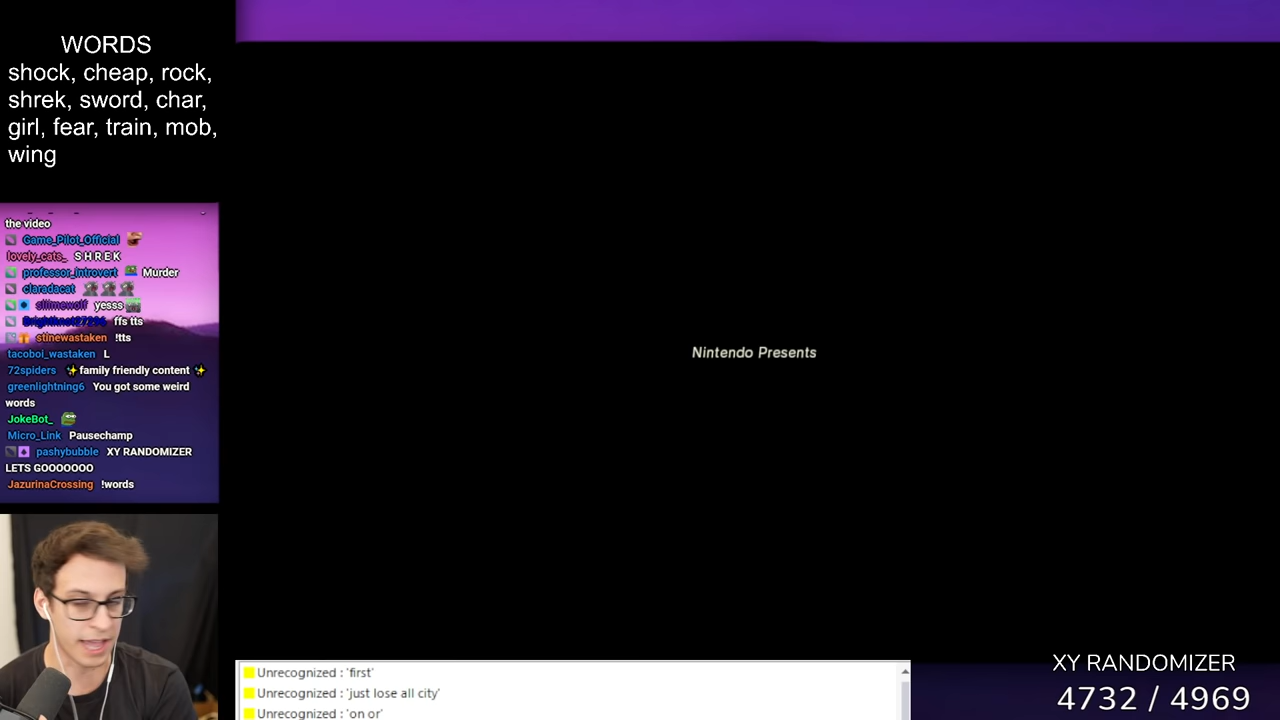 WORDS
shock, cheap, rock,
shrek, sword, char,
girl, fear, train, mob,
wing
the video
Game_Pilot_Official
lovely_cats_ S H R E K
professor_introvert Murder
claradacat
sliimewolf yesss
ffs tts
stinewastaken !tts
tacoboi_wastaken L
72spiders ✨family friendly content ✨
greenlightning6 You got some weird
words
JokeBot_
Micro_Link Pausechamp
pashybubble XY RANDOMIZER
LETS GOOOOOOO
JazurinaCrossing !words
Nintendo Presents
Unrecognized : 'first'
Unrecognized : 'just lose all city'
Unrecognized : 'on or'
XY RANDOMIZER
4732 / 4969